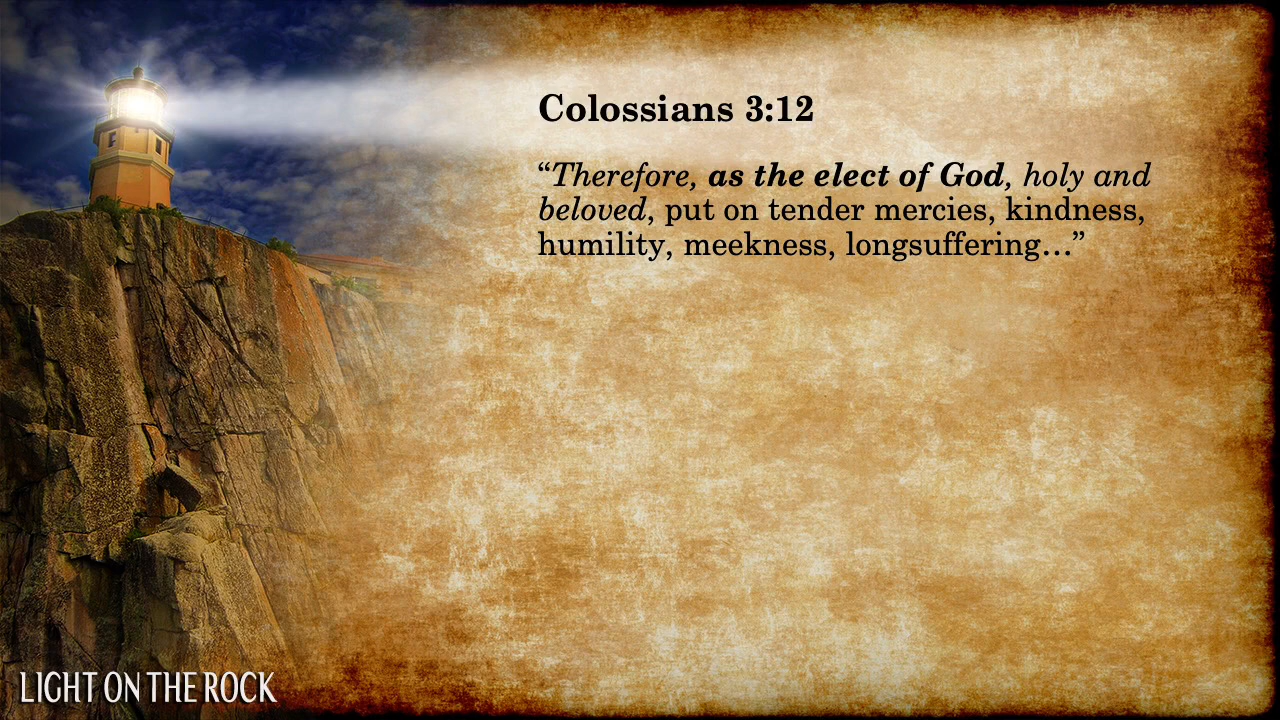 Colossians 3:12
“Therefore, as the elect of God, holy and
beloved, put on tender mercies, kindness,
humility, meekness, longsuffering…”
LIGHT ON THE ROCK